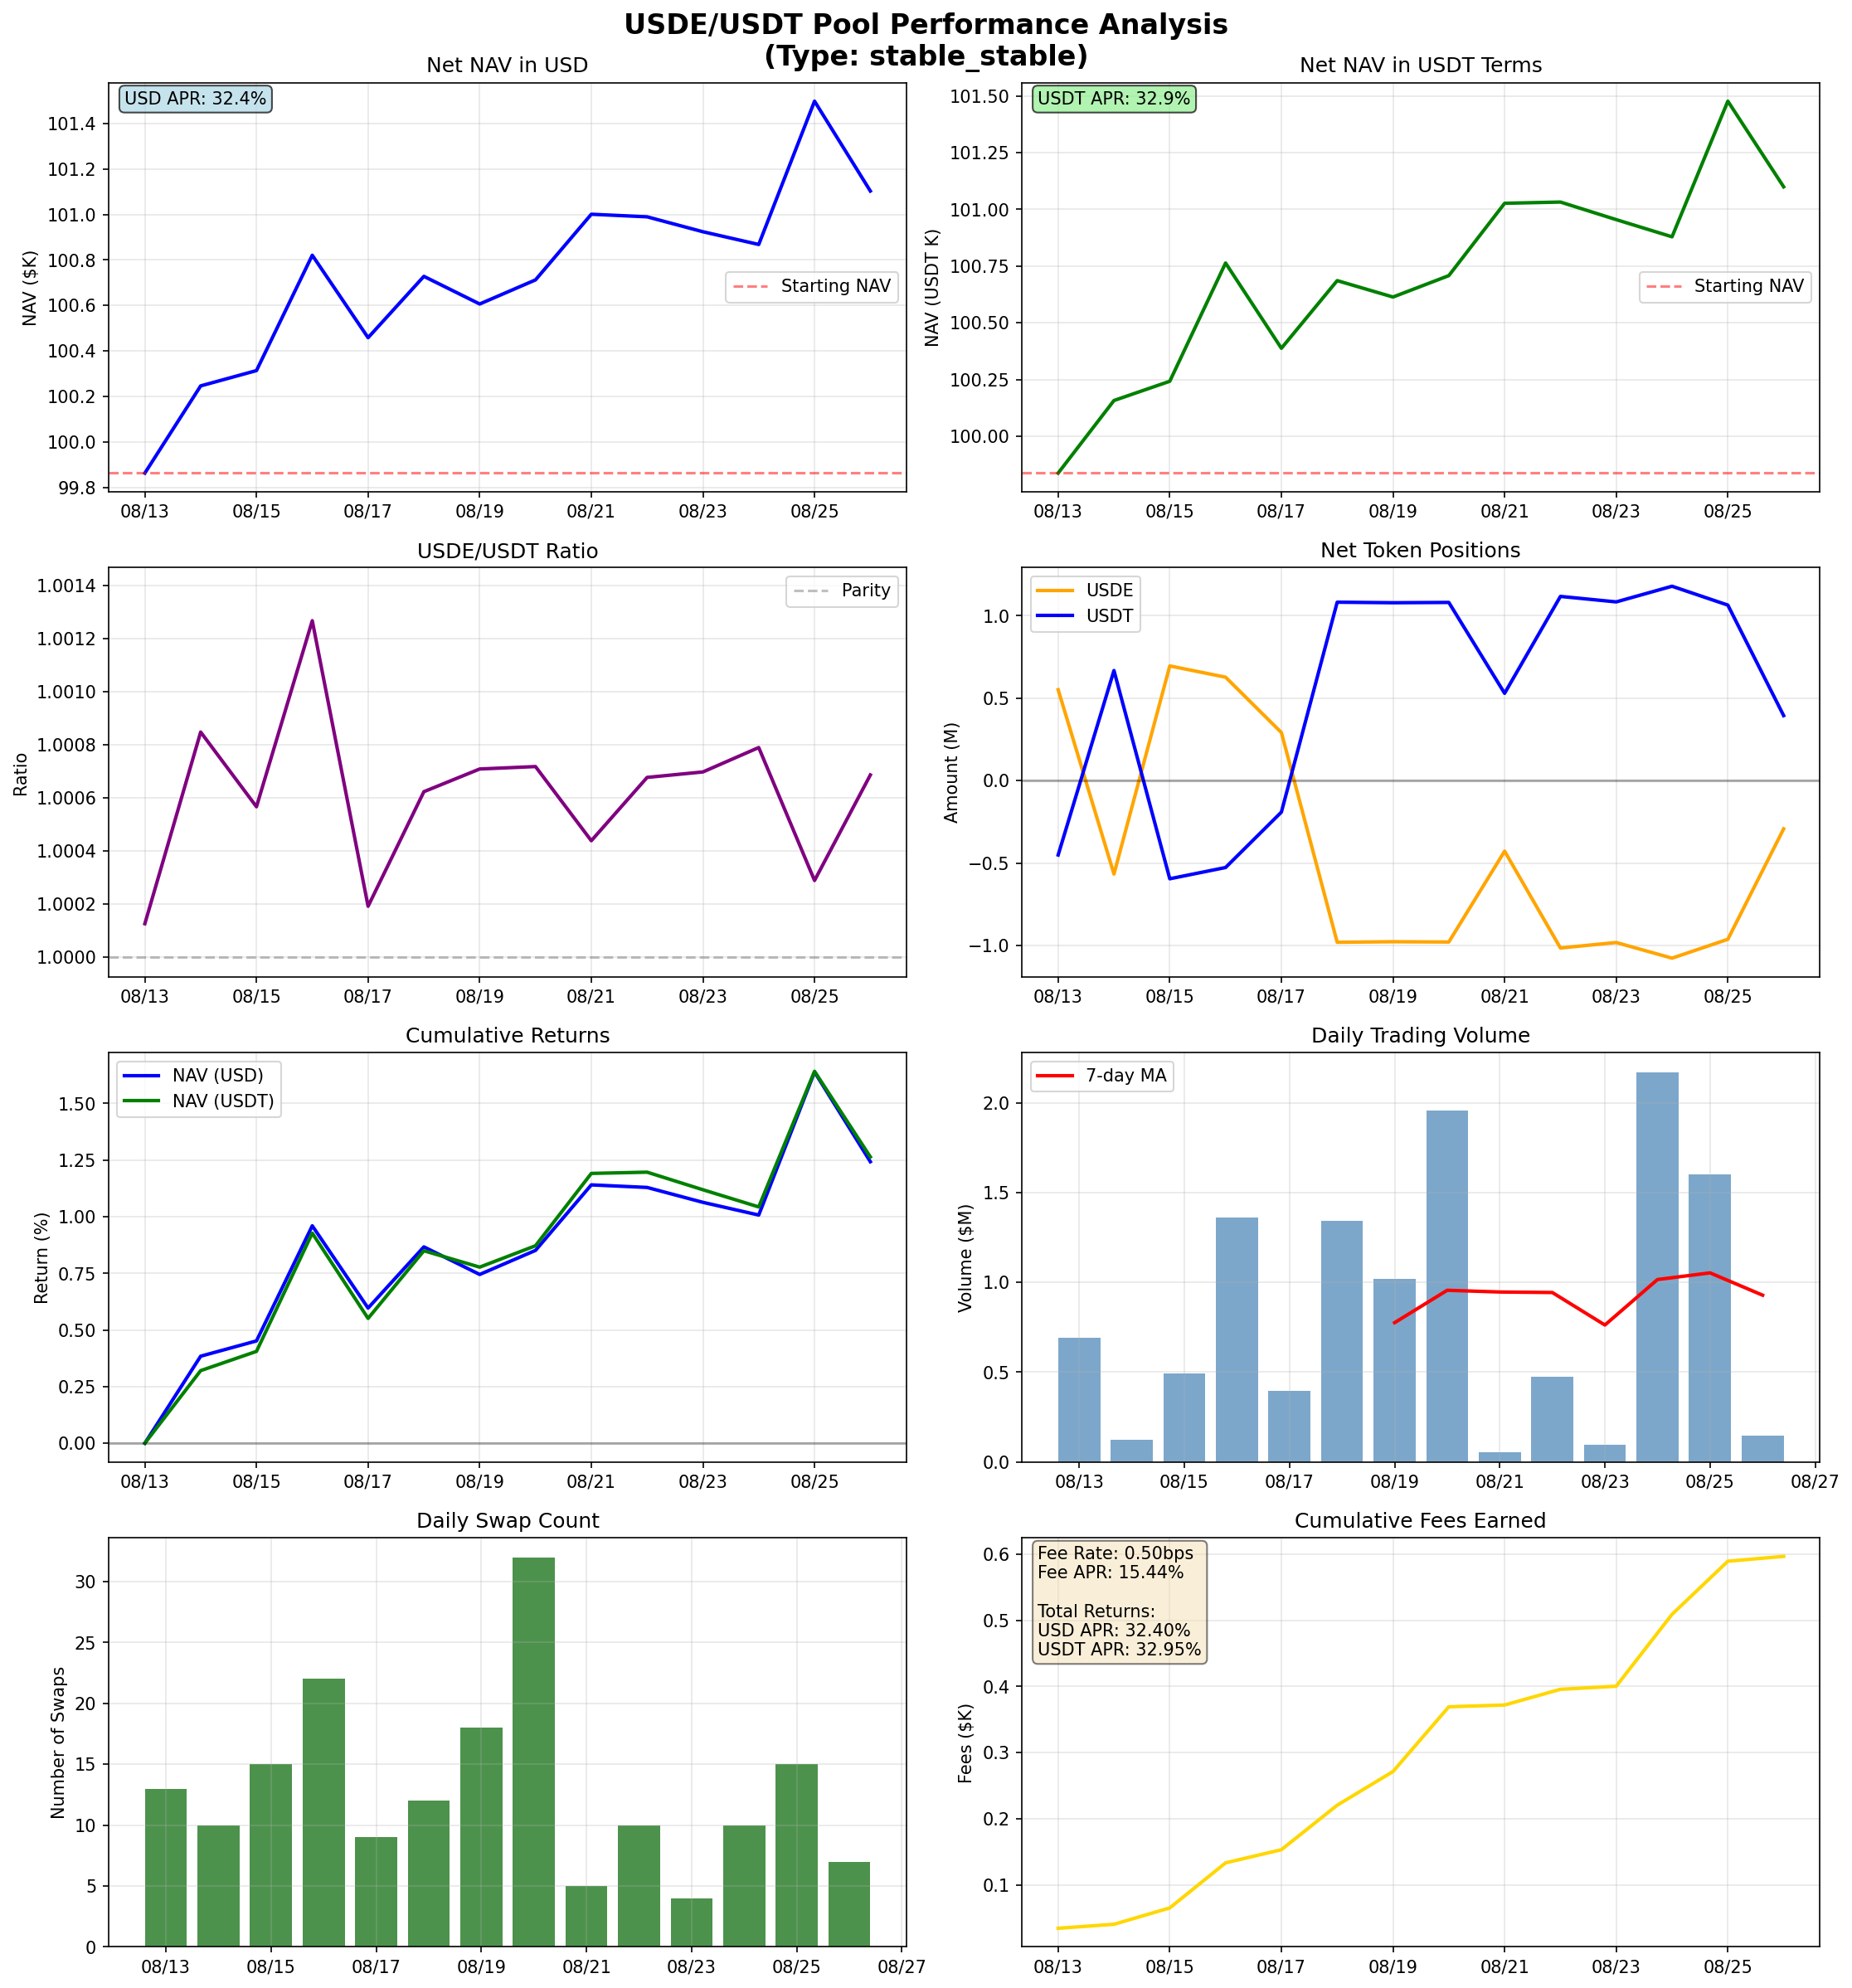 USDE/USDT Pool Performance Analysis
(Type: stable_stable)
Net NAV in USD
USD APR: 32.4%
NAV ($K)
101.4
101.2
101.0
100.8
100.6
100.4
100.2
100.0
99.8
Starting NAV
08/13 08/15 08/17 08/19 08/21 08/23 08/25
Net NAV in USDT Terms
USDT APR: 32.9%
NAV (USDT K)
101.50
101.25
101.00
100.75
100.50
100.25
100.00
Starting NAV
08/13 08/15 08/17 08/19 08/21 08/23 08/25
USDE/USDT Ratio
Parity
Ratio
1.0014
1.0012
1.0010
1.0008
1.0006
1.0004
1.0002
1.0000
08/13 08/15 08/17 08/19 08/21 08/23 08/25
Net Token Positions
USDE
USDT
Amount (M)
1.0
0.5
0.0
−0.5
−1.0
08/13 08/15 08/17 08/19 08/21 08/23 08/25
Cumulative Returns
NAV (USD)
NAV (USDT)
Return (%)
1.50
1.25
1.00
0.75
0.50
0.25
0.00
08/13 08/15 08/17 08/19 08/21 08/23 08/25
Daily Trading Volume
7-day MA
Volume ($M)
2.0
1.5
1.0
0.5
0.0
08/13 08/15 08/17 08/19 08/21 08/23 08/25 08/27
Daily Swap Count
Number of Swaps
30
25
20
15
10
5
0
08/13 08/15 08/17 08/19 08/21 08/23 08/25 08/27
Cumulative Fees Earned
Fee Rate: 0.50bps
Fee APR: 15.44%
Total Returns:
USD APR: 32.40%
USDT APR: 32.95%
Fees ($K)
0.6
0.5
0.4
0.3
0.2
0.1
08/13 08/15 08/17 08/19 08/21 08/23 08/25